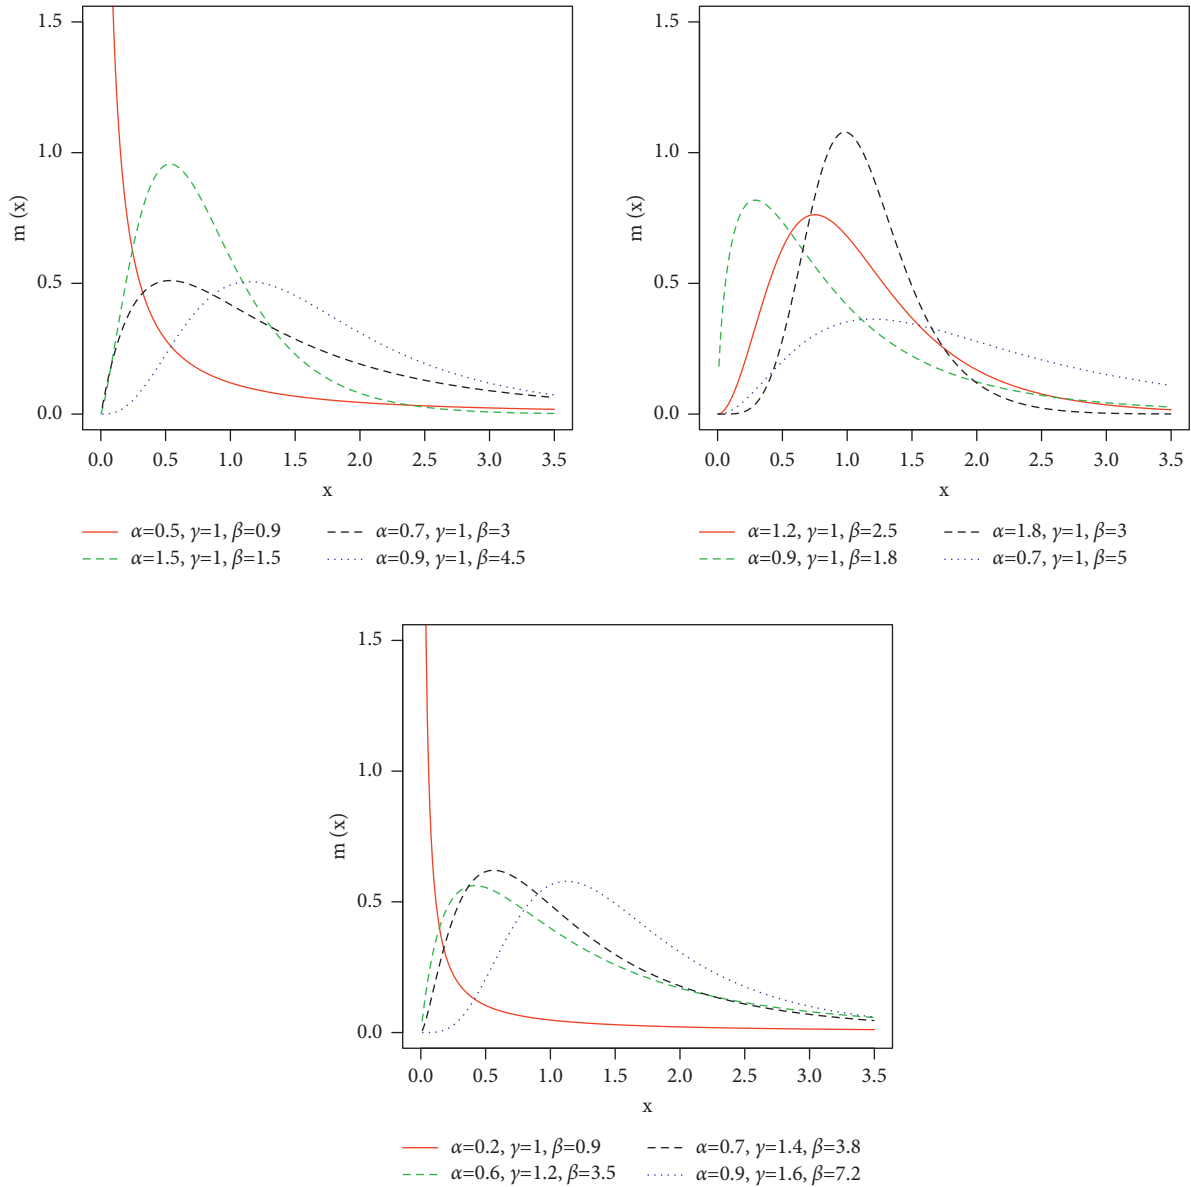 1.5
1.0
0.5
0.0
m (x)
0.0 0.5 1.0 1.5 2.0 2.5 3.0 3.5
x
α=0.5, γ=1, β=0.9
α=0.7, γ=1, β=3
α=1.5, γ=1, β=1.5
α=0.9, γ=1, β=4.5
1.5
1.0
0.5
0.0
m (x)
0.0 0.5 1.0 1.5 2.0 2.5 3.0 3.5
x
α=1.2, γ=1, β=2.5
α=1.8, γ=1, β=3
α=0.9, γ=1, β=1.8
α=0.7, γ=1, β=5
1.5
1.0
0.5
0.0
m (x)
0.0 0.5 1.0 1.5 2.0 2.5 3.0 3.5
x
α=0.2, γ=1, β=0.9
α=0.7, γ=1.4, β=3.8
α=0.6, γ=1.2, β=3.5
α=0.9, γ=1.6, β=7.2